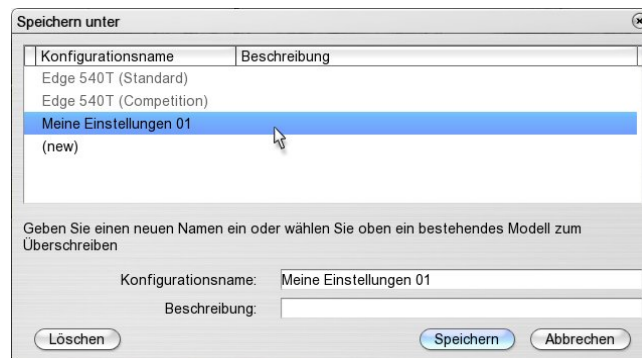 Speichern unter
Konfigurationsname Beschreibung
Edge 540T (Standard)
Edge 540T (Competition)
Meine Einstellungen 01
(new)
Geben Sie einen neuen Namen ein oder wählen Sie oben ein bestehendes Modell zum
Überschreiben
Konfigurationsname: Meine Einstellungen 01
Beschreibung:
Löschen Speichern Abbrechen